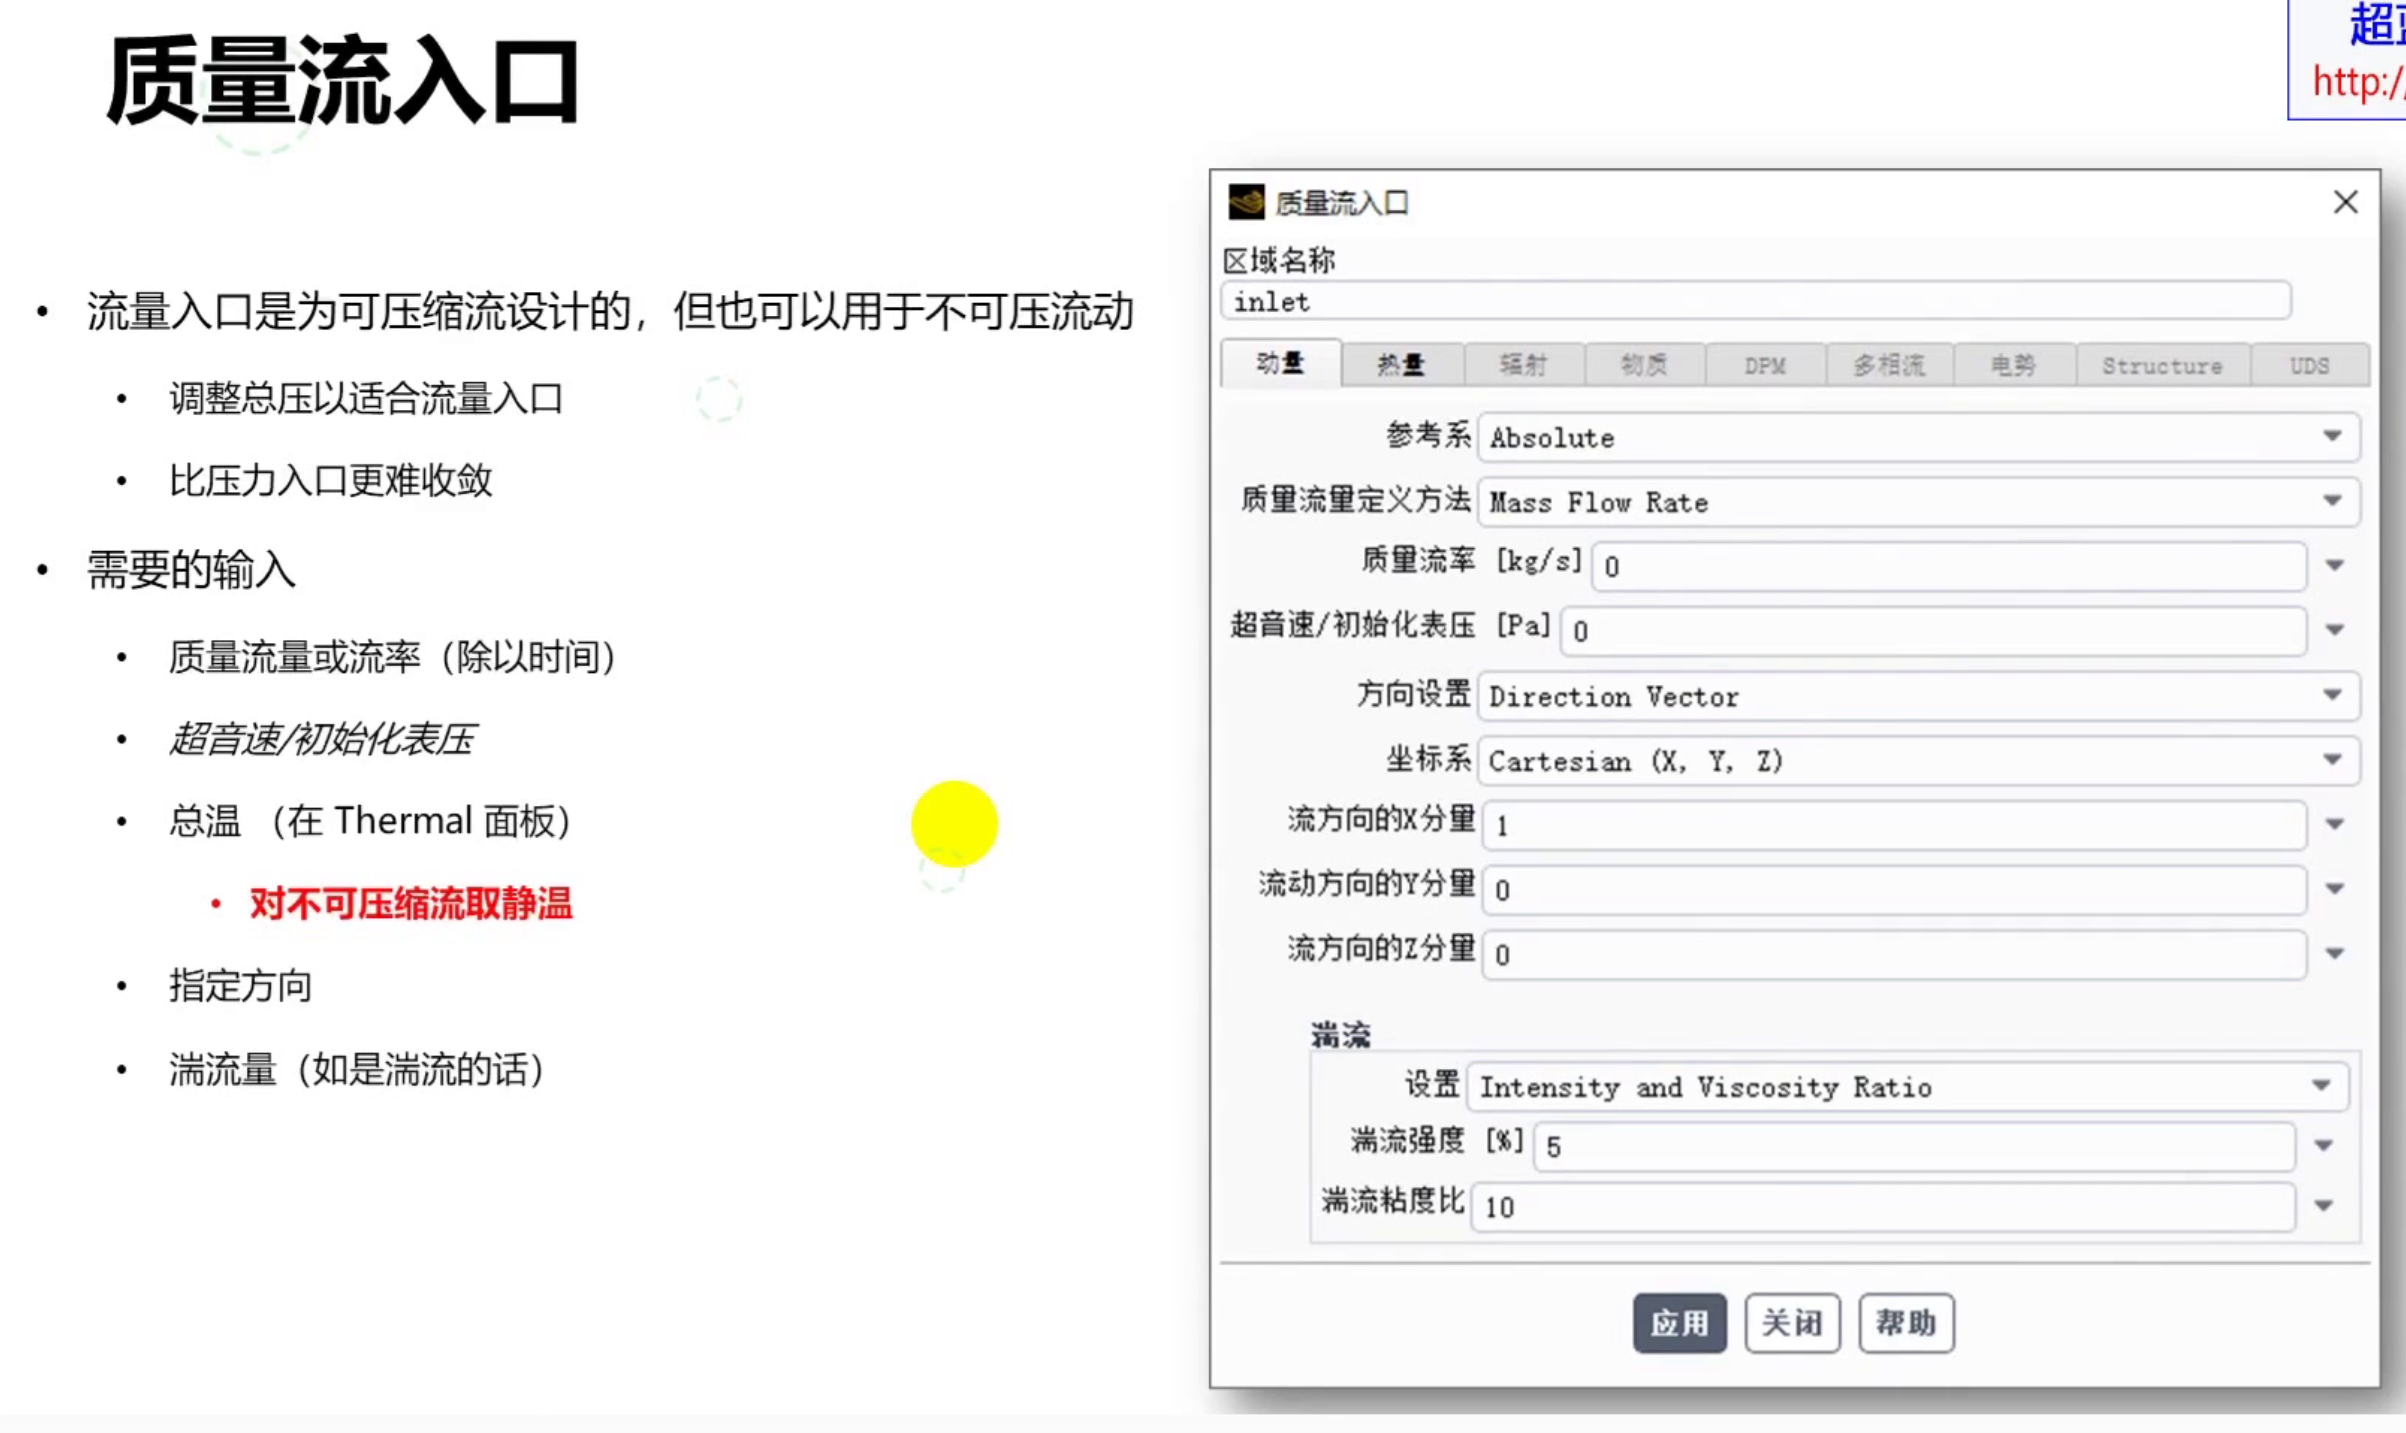 质量流入口
http:/
• 流量入口是为可压缩流设计的，但也可以用于不可压流动
• 调整总压以适合流量入口
• 比压力入口更难收敛
• 需要的输入
• 质量流量或流率（除以时间）
• 超音速/初始化表压
• 总温 （在 Thermal 面板）
• 对不可压缩流取静温
• 指定方向
• 湍流量（如是湍流的话）
质量流入口
区域名称
inlet
动量 热量 辐射 物质 DPM 多相流 电势 Structure UDS
参考系 Absolute
质量流量定义方法 Mass Flow Rate
质量流率 [kg/s] 0
超音速/初始化表压 [Pa] 0
方向设置 Direction Vector
坐标系 Cartesian (X, Y, Z)
流方向的X分量 1
流动方向的Y分量 0
流方向的Z分量 0
湍流
设置 Intensity and Viscosity Ratio
湍流强度 [%] 5
湍流粘度比 10
应用 关闭 帮助